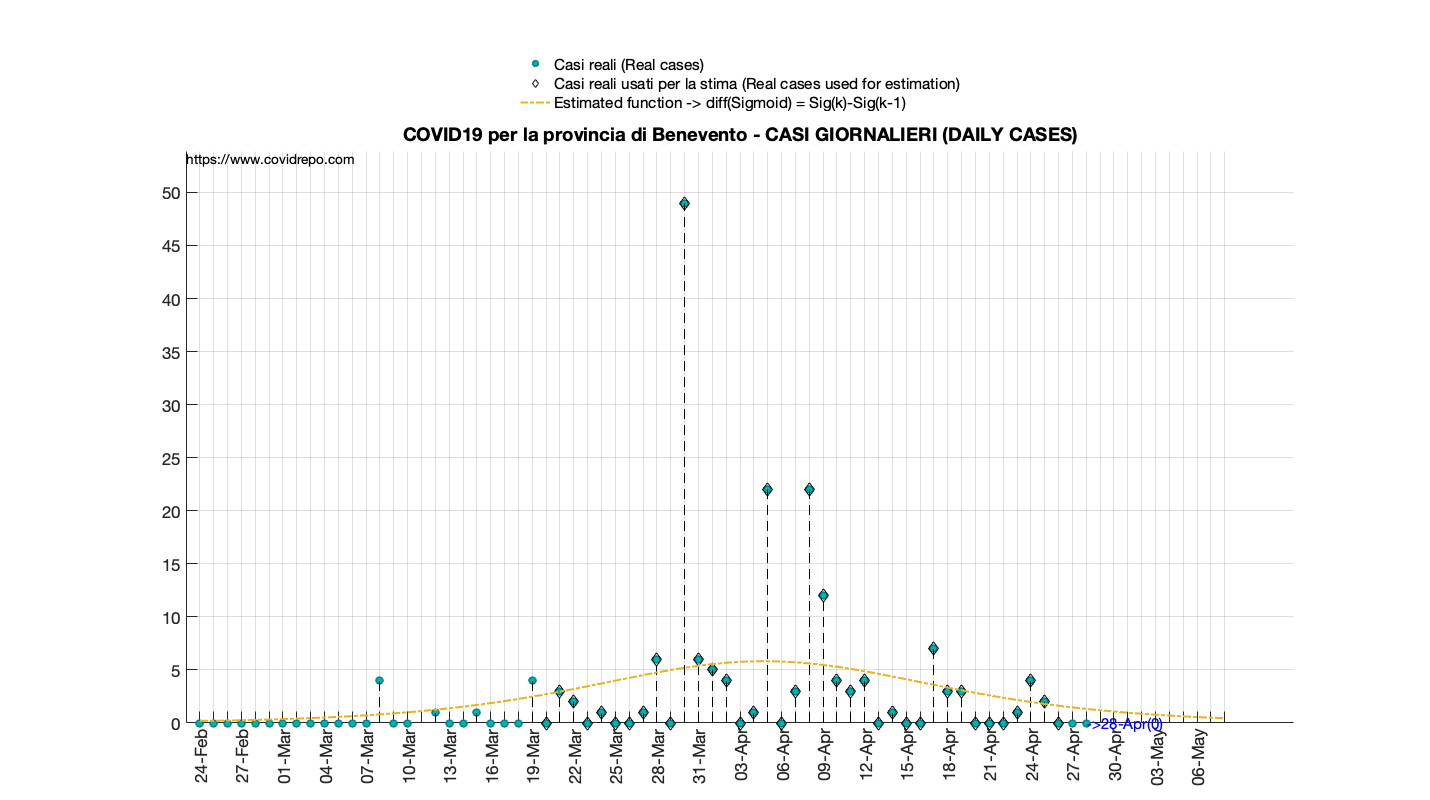 Casi reali (Real cases)
Casi reali usati per la stima (Real cases used for estimation)
Estimated function -> diff(Sigmoid) = Sig(k)-Sig(k-1)
COVID19 per la provincia di Benevento - CASI GIORNALIERI (DAILY CASES)
https://www.covidrepo.com
50
45
40
35
30
25
20
15
10
5
0
->28-Apr(0)
24-Feb
27-Feb
01-Mar
04-Mar
07-Mar
10-Mar
13-Mar
16-Mar
19-Mar
22-Mar
25-Mar
28-Mar
31-Mar
03-Apr
06-Apr
09-Apr
12-Apr
15-Apr
18-Apr
21-Apr
24-Apr
27-Apr
30-Apr
03-May
06-May